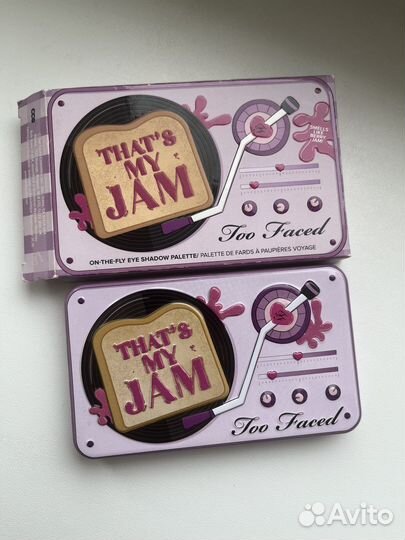 THAT'S
MY
JAM
SMELLS
LIKE
BERRY
JAM!
Too Faced
ON-THE-FLY EYE SHADOW PALETTE/ PALETTE DE FARDS À PAUPIÈRES VOYAGE
THAT'S
MY
JAM
Too Faced
Avito